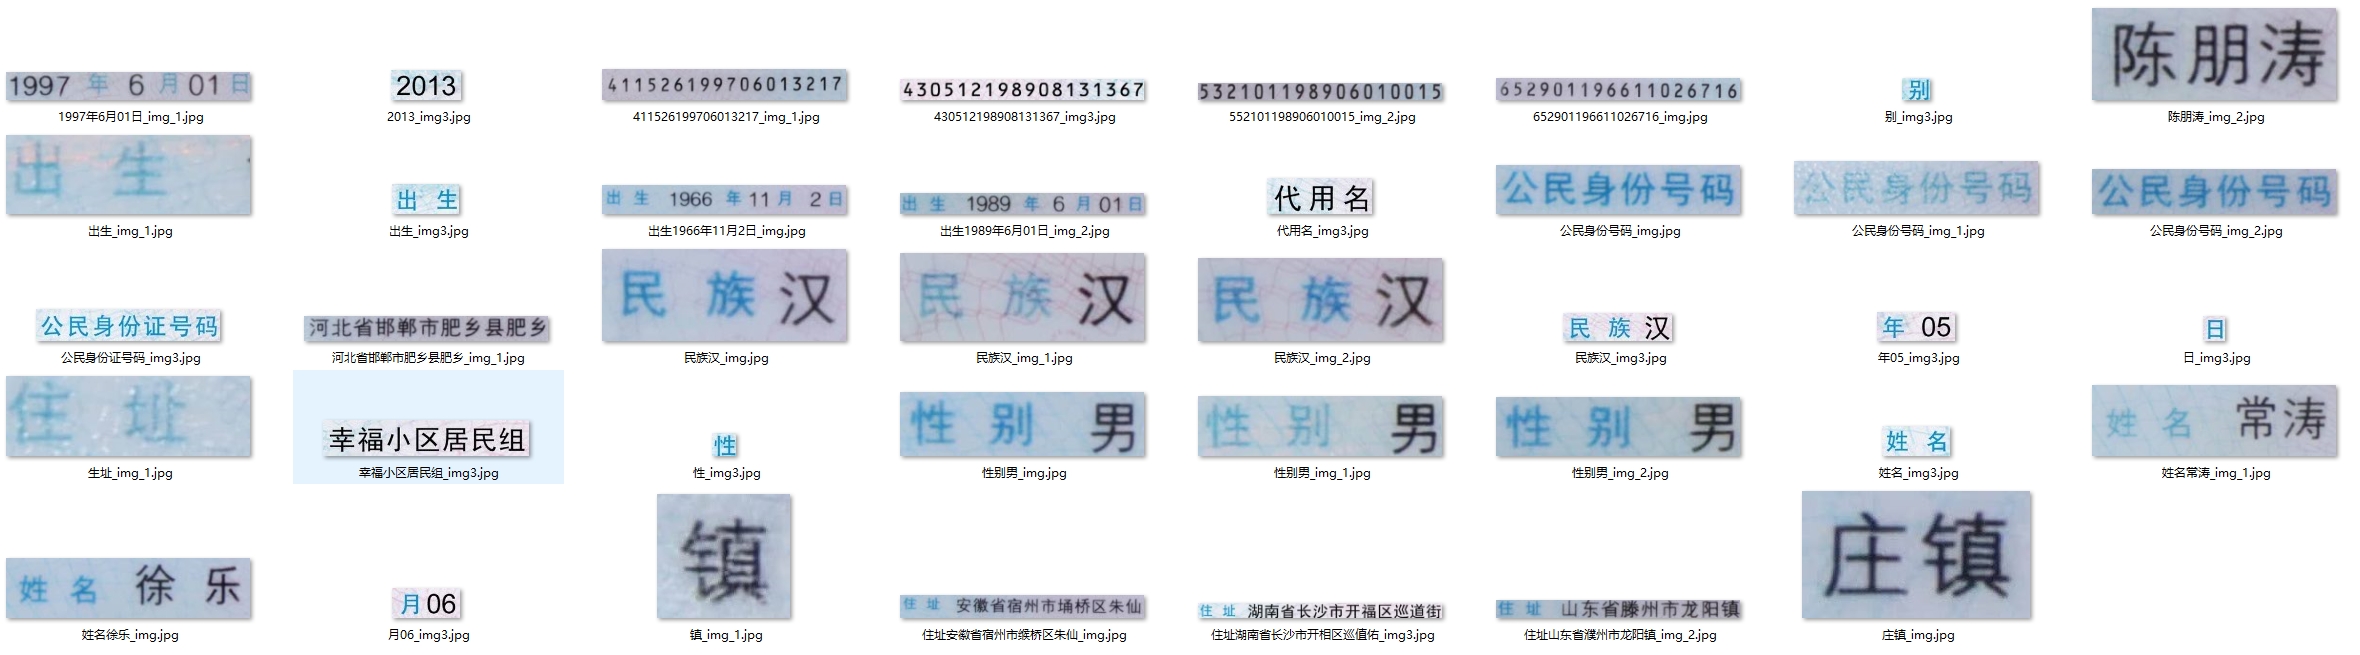 1997 年 6 月 01 日
2013
411526199706013217
430512198908131367
532101198906010015
652901196611026716
别
陈朋涛
1997年6月01日_img_1.jpg
2013_img3.jpg
411526199706013217_img_1.jpg
430512198908131367_img3.jpg
552101198906010015_img_2.jpg
652901196611026716_img.jpg
别_img3.jpg
陈朋涛_img_2.jpg
出 生
出 生
出 生 1966 年 11 月 2 日
出 生 1989 年 6 月 01 日
代用名
公民身份号码
公民身份号码
公民身份号码
出生_img_1.jpg
出生_img3.jpg
出生1966年11月2日_img.jpg
出生1989年6月01日_img_2.jpg
代用名_img3.jpg
公民身份号码_img.jpg
公民身份号码_img_1.jpg
公民身份号码_img_2.jpg
公民身份证号码
河北省邯郸市肥乡县肥乡
民 族 汉
民 族 汉
民 族 汉
民 族 汉
年 05
日
公民身份证号码_img3.jpg
河北省邯郸市肥乡县肥乡_img_1.jpg
民族汉_img.jpg
民族汉_img_1.jpg
民族汉_img_2.jpg
民族汉_img3.jpg
年05_img3.jpg
日_img3.jpg
住 址
幸福小区居民组
性
性 别 男
性 别 男
性 别 男
姓 名
姓 名 常涛
生址_img_1.jpg
幸福小区居民组_img3.jpg
性_img3.jpg
性别男_img.jpg
性别男_img_1.jpg
性别男_img_2.jpg
姓名_img3.jpg
姓名常涛_img_1.jpg
姓 名 徐 乐
月 06
镇
住 址 安徽省宿州市埇桥区朱仙
住 址 湖南省长沙市开福区巡道街
住 址 山东省滕州市龙阳镇
庄镇
姓名徐乐_img.jpg
月06_img3.jpg
镇_img_1.jpg
住址安徽省宿州市缑桥区朱仙_img.jpg
住址湖南省长沙市开相区巡值佑_img3.jpg
住址山东省濮州市龙阳镇_img_2.jpg
庄镇_img.jpg